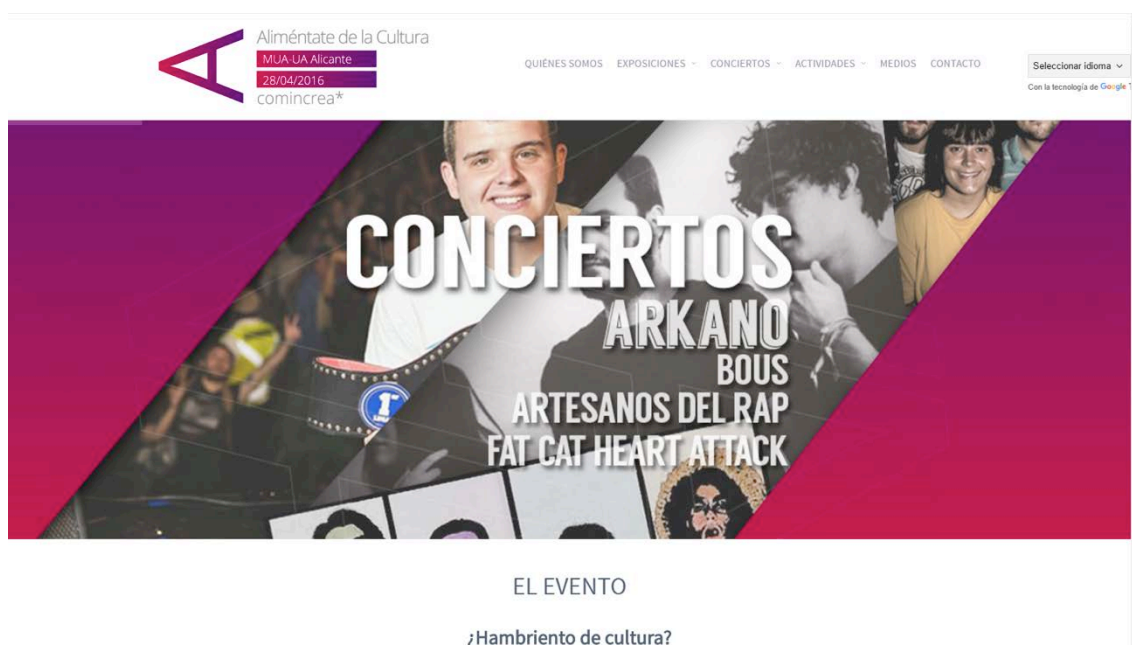 Aliméntate de la Cultura
MUA-UA Alicante
28/04/2016
comincrea*
QUIÉNES SOMOS EXPOSICIONES CONCIERTOS ACTIVIDADES MEDIOS CONTACTO
Seleccionar idioma
Con la tecnología de Google
CONCIERTOS
ARKANO
BOUS
ARTESANOS DEL RAP
FAT CAT HEART ATTACK
EL EVENTO
¿Hambriento de cultura?